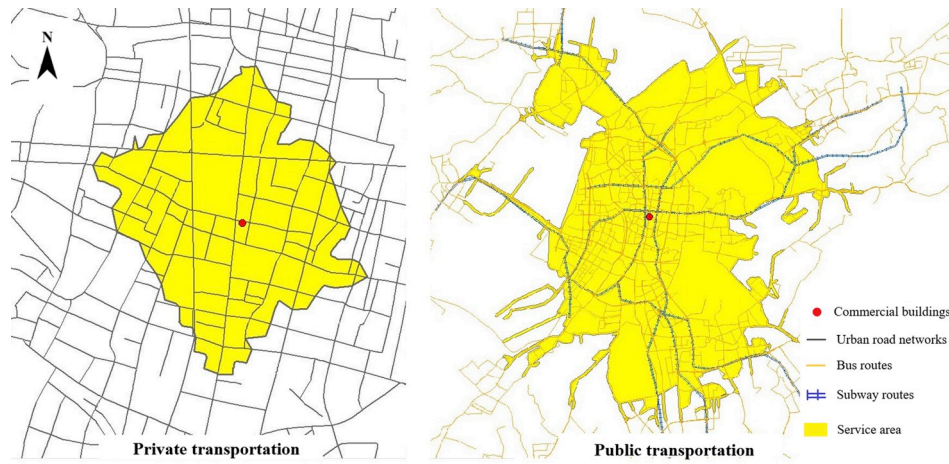 N
Commercial buildings
Urban road networks
Bus routes
Subway routes
Service area
Private transportation
Public transportation